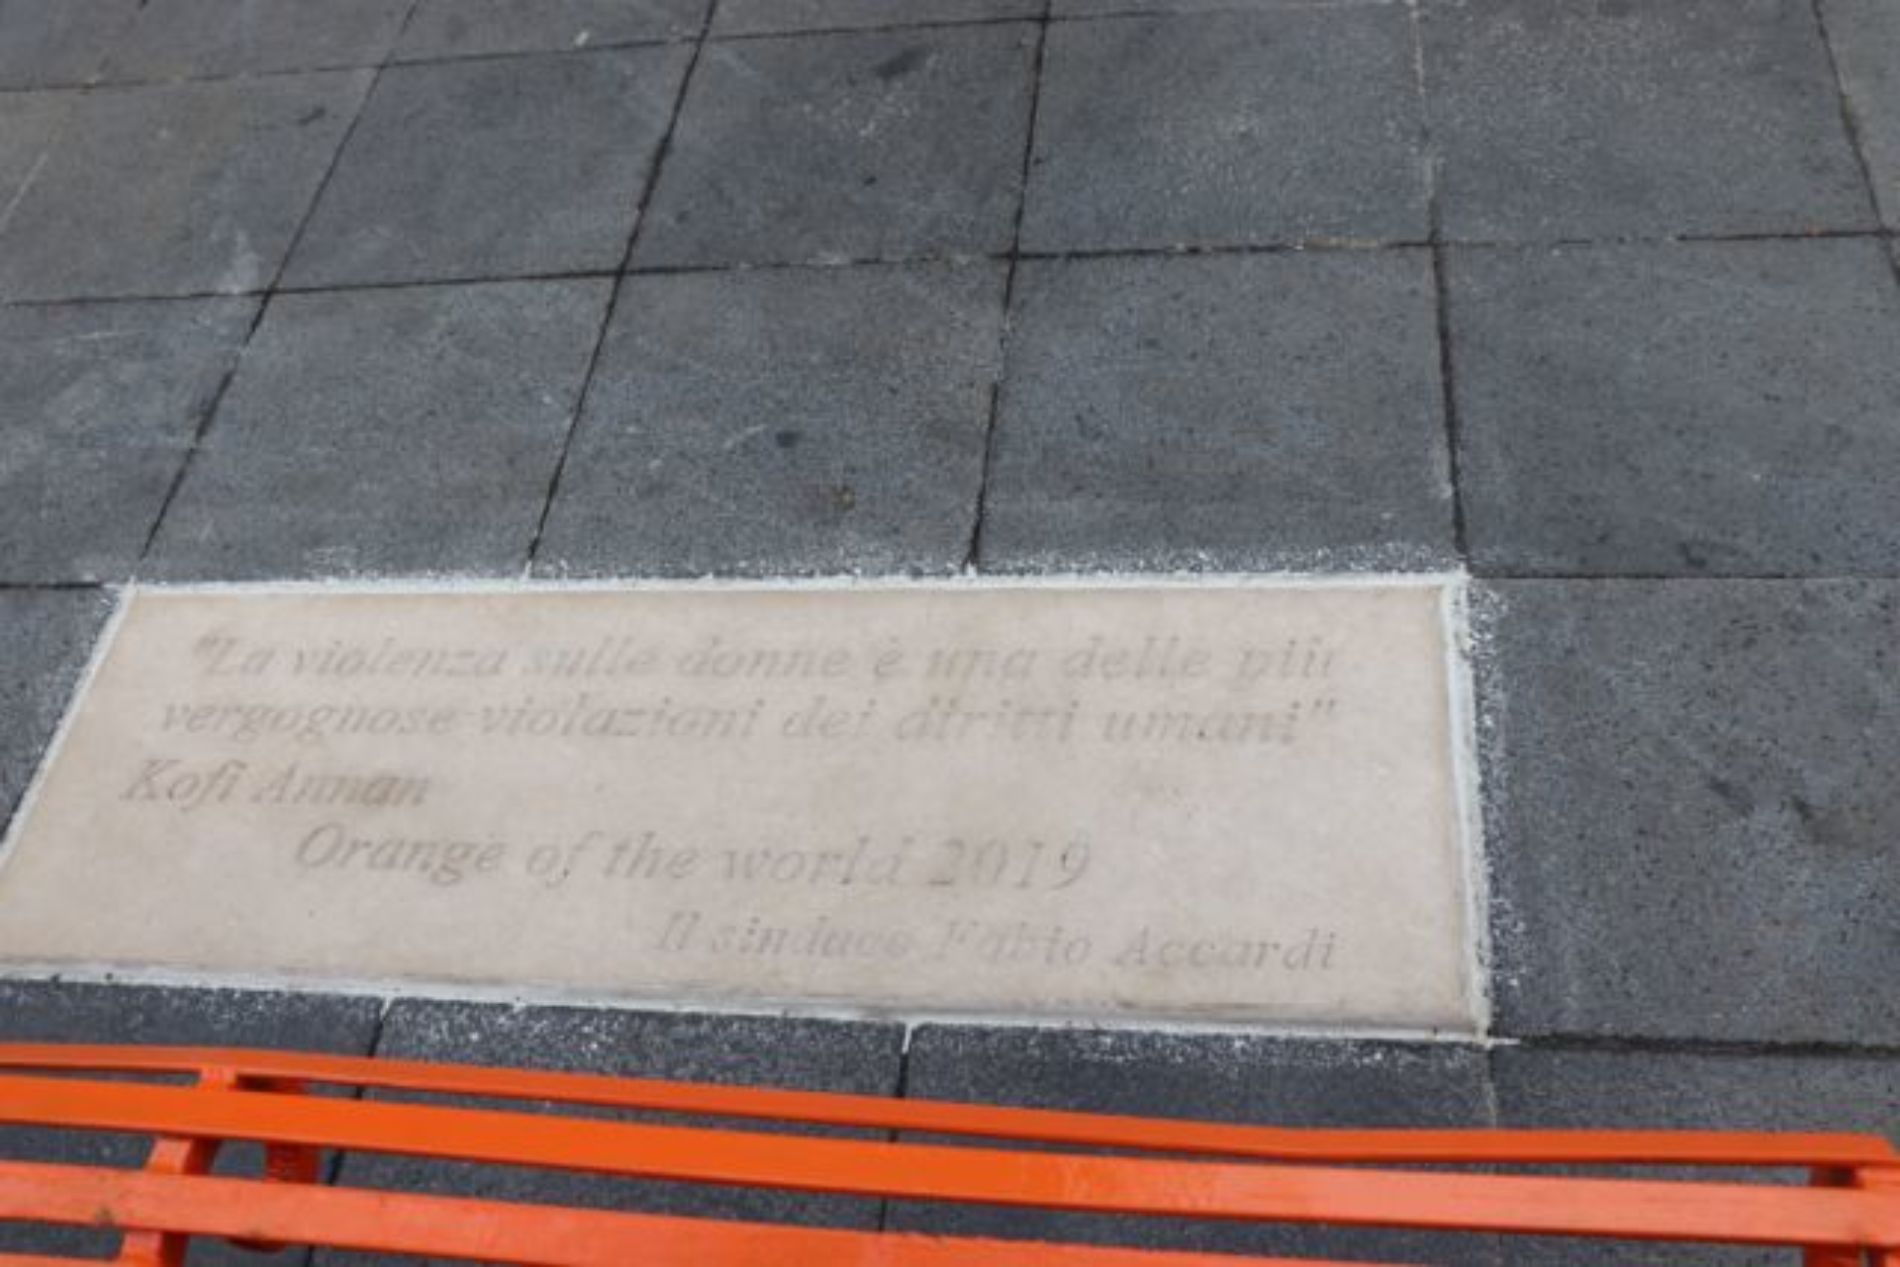 "La violenza sulle donne è una delle più
vergognose violazioni dei diritti umani"
Kofi Annan
Orange of the world 2019
Il sindaco Fabio Accardi